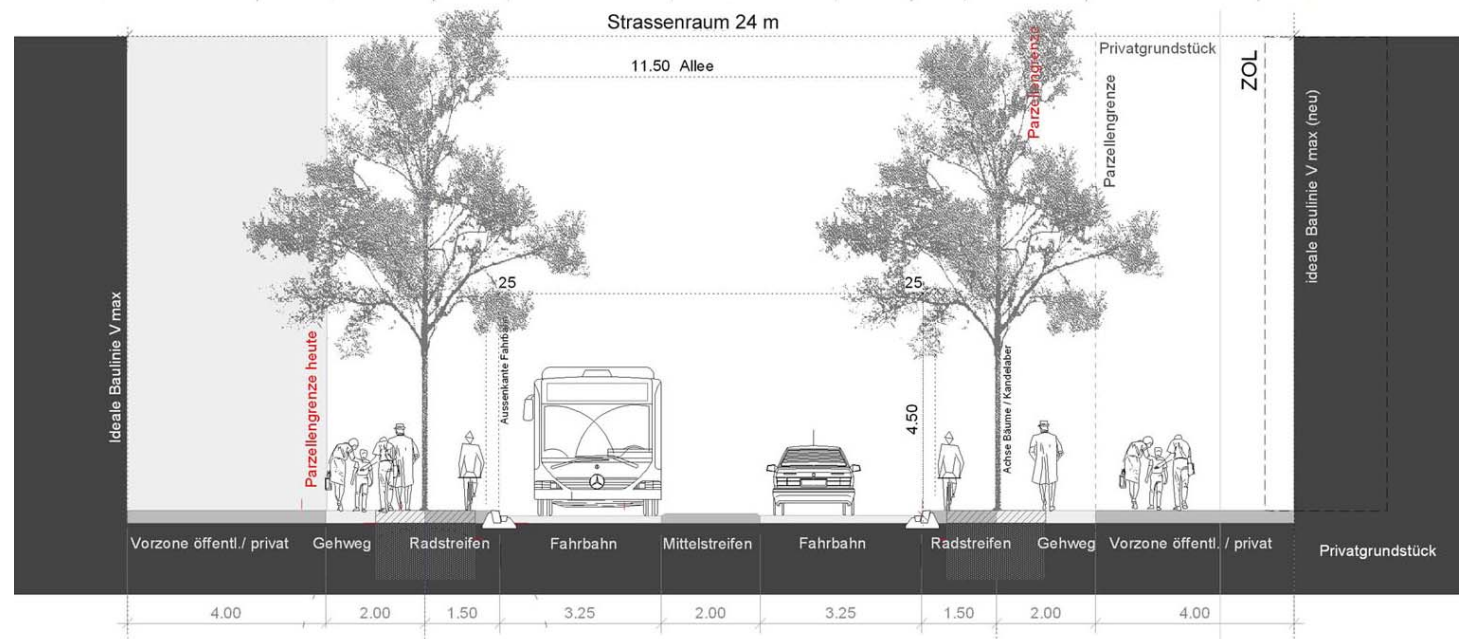 Strassenraum 24 m
11.50 Allee
Parzellengrenze
Privatgrundstück
Parzellengrenze
ZOL
ideale Baulinie V max (neu)
Ideale Baulinie V max
Parzellengrenze heute
25
25
Aussenkante Fahrbahn
4.50
Achse Bäume / Kandelaber
Vorzone öffentl./ privat Gehweg Radstreifen Fahrbahn Mittelstreifen Fahrbahn Radstreifen Gehweg Vorzone öffentl. / privat Privatgrundstück
4.00 2.00 1.50 3.25 2.00 3.25 1.50 2.00 4.00